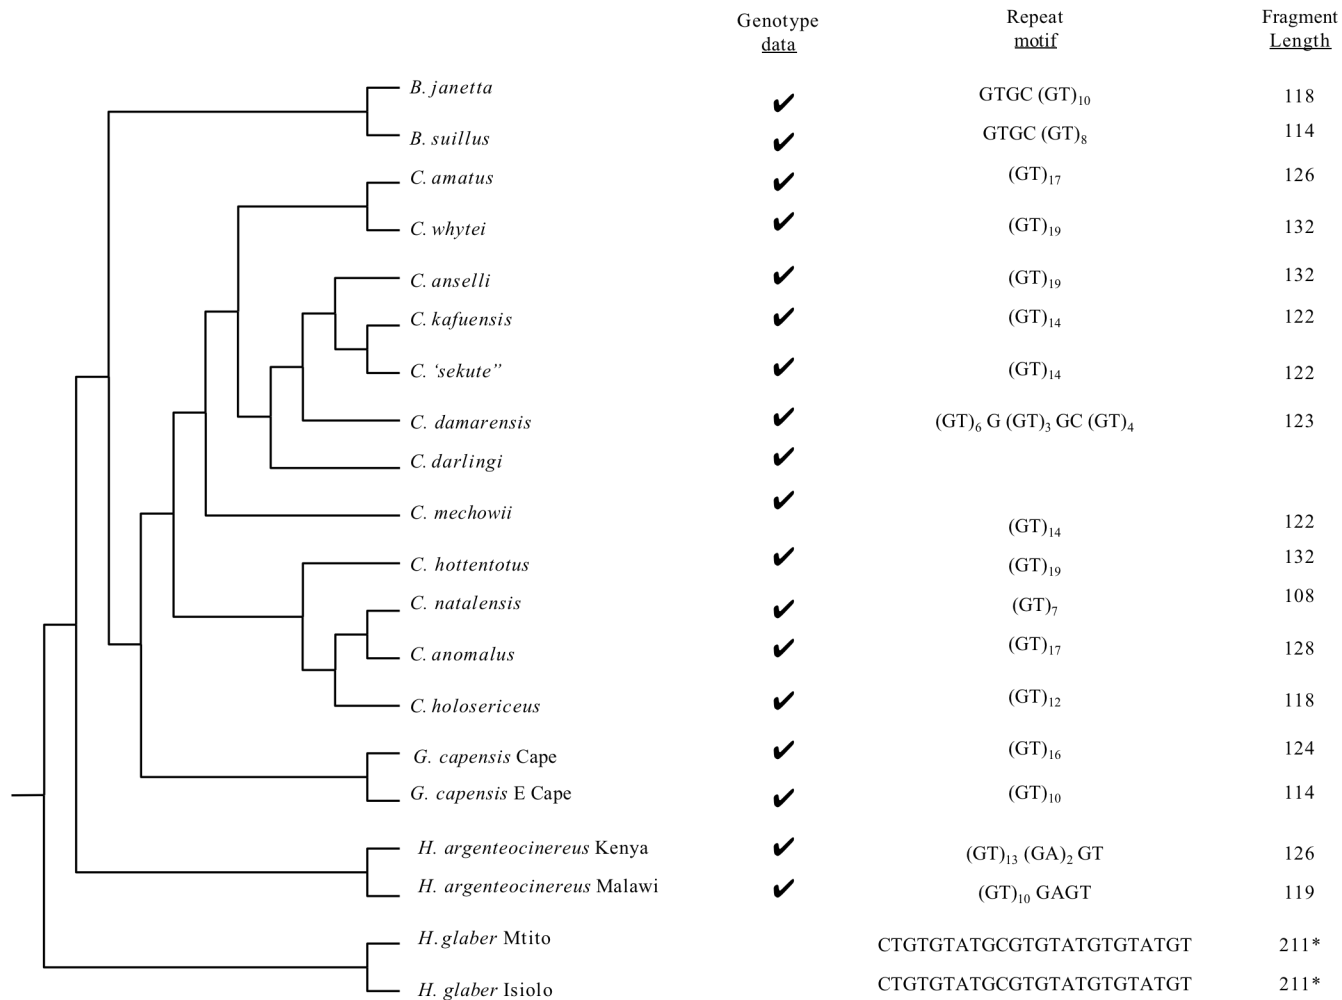 Genotype data Repeat motif Fragment Length
B. janetta GTGC (GT)10 118
B. suillus GTGC (GT)8 114
C. amatus (GT)17 126
C. whytei (GT)19 132
C. anselli (GT)19 132
C. kafuensis (GT)14 122
C. ‘sekute” (GT)14 122
C. damarensis (GT)6 G (GT)3 GC (GT)4 123
C. darlingi
C. mechowii (GT)14 122
C. hottentotus (GT)19 132
C. natalensis (GT)7 108
C. anomalus (GT)17 128
C. holosericeus (GT)12 118
G. capensis Cape (GT)16 124
G. capensis E Cape (GT)10 114
H. argenteocinereus Kenya (GT)13 (GA)2 GT 126
H. argenteocinereus Malawi (GT)10 GAGT 119
H. glaber Mtito CTGTGTATGCGTGTATGTGTATGT 211*
H. glaber Isiolo CTGTGTATGCGTGTATGTGTATGT 211*